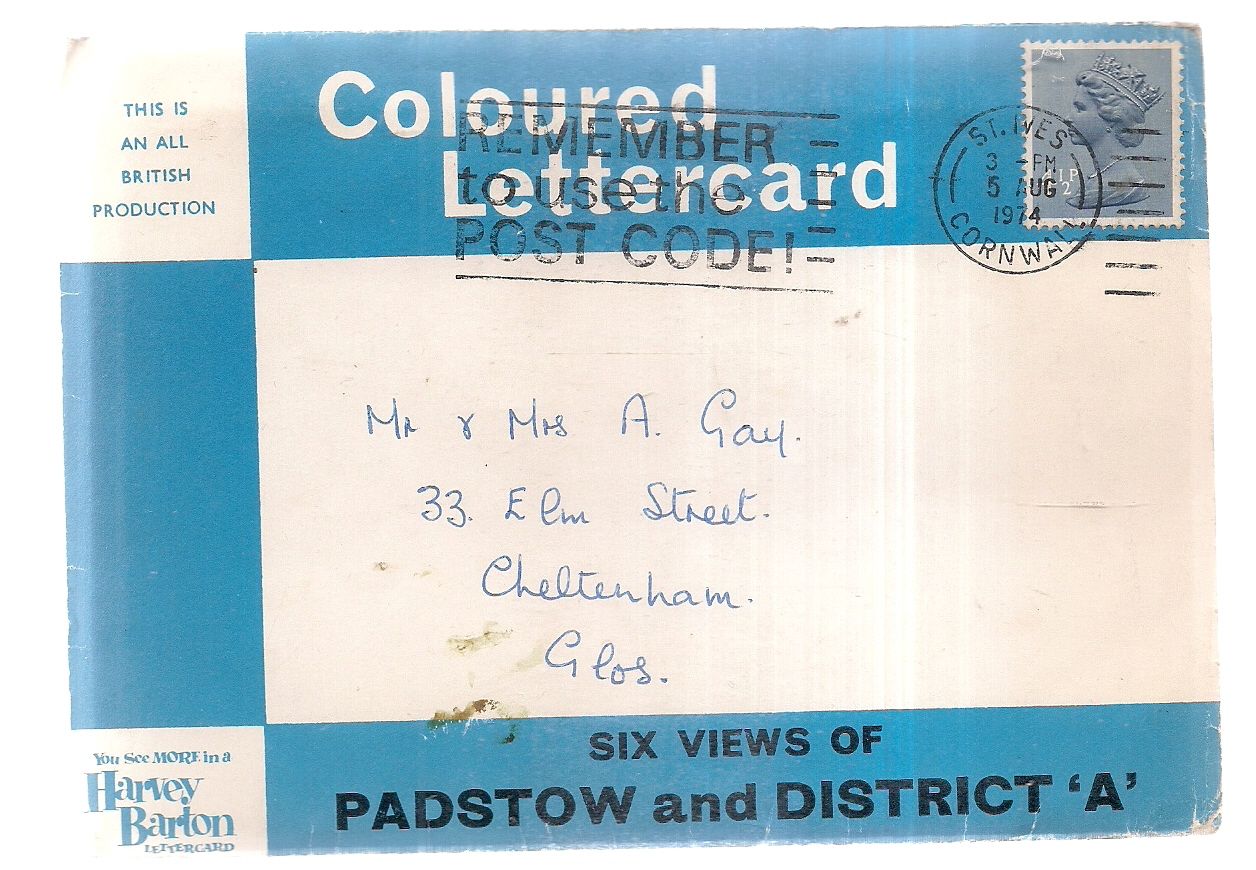 THIS IS
AN ALL
BRITISH
PRODUCTION
Coloured
Lettercard
REMEMBER
to use the
POST CODE!
ST. IVES
3 - PM
5 AUG
1974
CORNWALL
½P
Mr & Mrs A. Gay.
33. Elm Street.
Cheltenham.
Glos.
You See MORE in a
Harvey
Barton
LETTERCARD
SIX VIEWS OF
PADSTOW and DISTRICT ‘A’